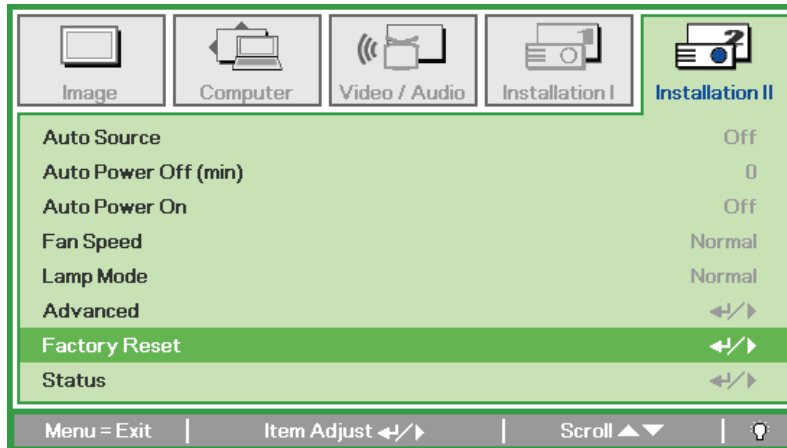 Image Computer Video / Audio Installation I Installation II
Auto Source Off
Auto Power Off (min) 0
Auto Power On Off
Fan Speed Normal
Lamp Mode Normal
Advanced
Factory Reset
Status
Menu = Exit Item Adjust Scroll